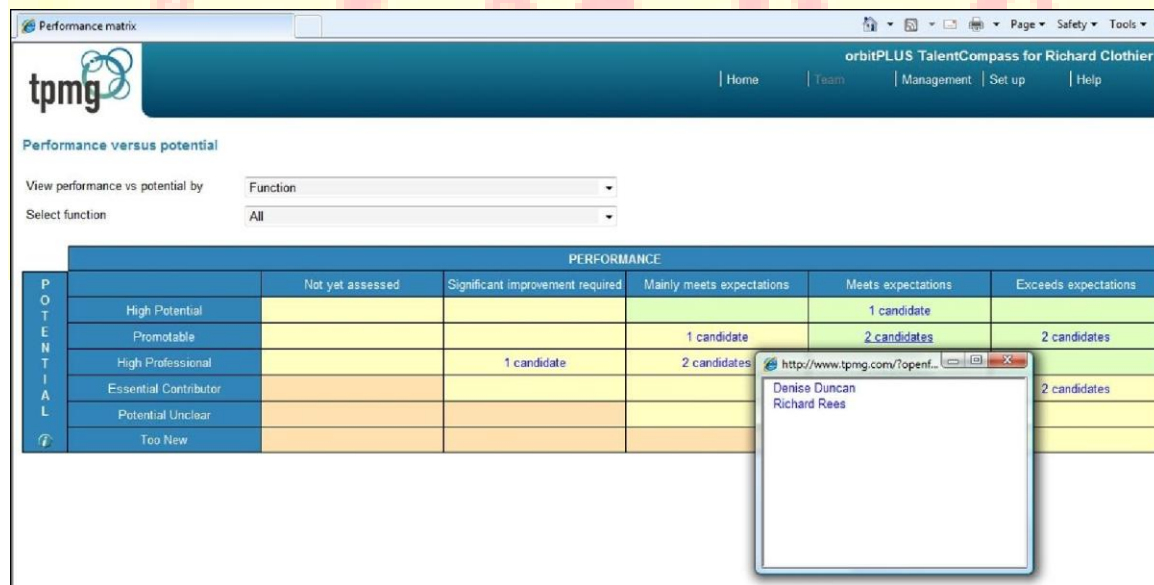 Performance matrix
Page Safety Tools
tpmg
orbitPLUS TalentCompass for Richard Clothier
Home Team Management Set up Help
Performance versus potential
View performance vs potential by Function
Select function All
PERFORMANCE
POTENTIAL
Not yet assessed Significant improvement required Mainly meets expectations Meets expectations Exceeds expectations
High Potential 1 candidate
Promotable 1 candidate 2 candidates 2 candidates
High Professional 1 candidate 2 candidates
Essential Contributor 2 candidates
Potential Unclear
Too New
http://www.tpmg.com/?openf...
Denise Duncan
Richard Rees